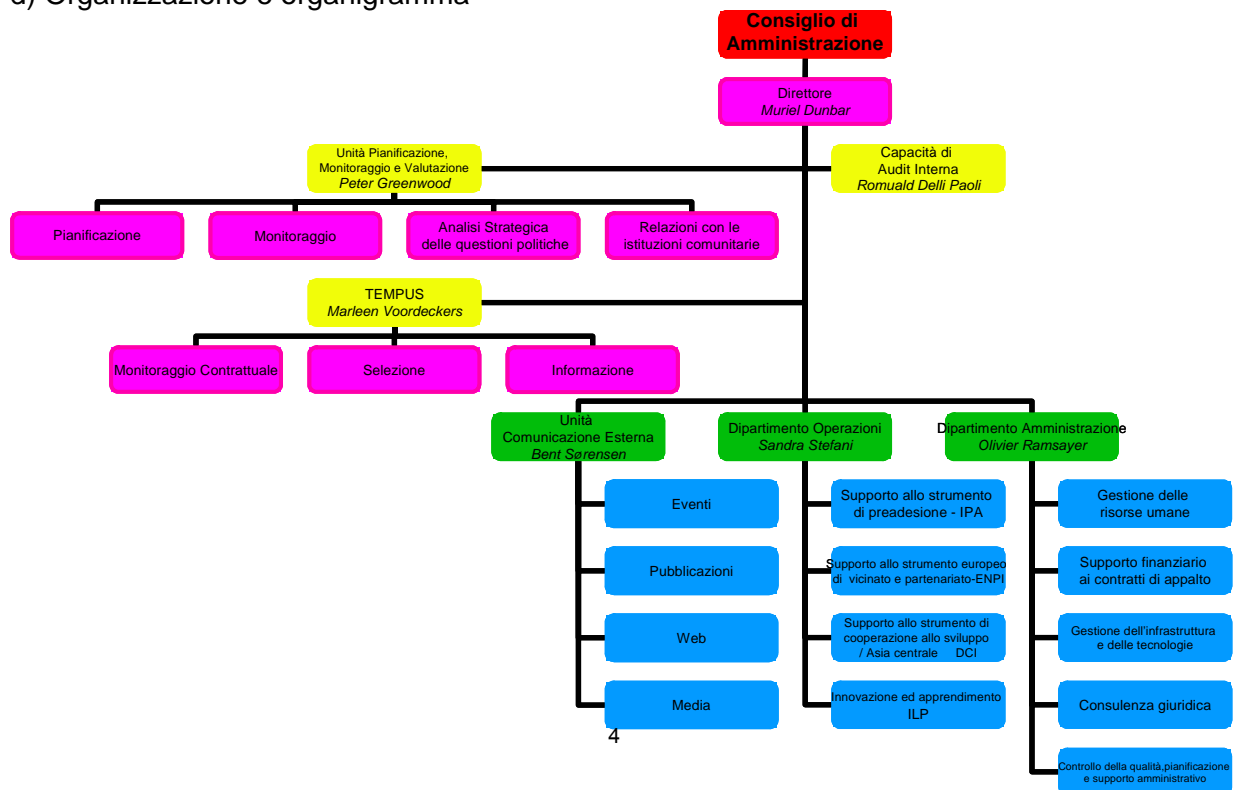 d) Organizzazione e organigramma
Consiglio di
Amministrazione
Direttore
Muriel Dunbar
Unità Pianificazione,
Monitoraggio e Valutazione
Peter Greenwood
Capacità di
Audit Interna
Romuald Delli Paoli
Pianificazione
Monitoraggio
Analisi Strategica
delle questioni politiche
Relazioni con le
istituzioni comunitarie
TEMPUS
Marleen Voordeckers
Monitoraggio Contrattuale
Selezione
Informazione
Unità
Comunicazione Esterna
Bent Sørensen
Dipartimento Operazioni
Sandra Stefani
Dipartimento Amministrazione
Olivier Ramsayer
Eventi
Pubblicazioni
Web
Media
Supporto allo strumento
di preadesione - IPA
Supporto allo strumento europeo
di vicinato e partenariato-ENPI
Supporto allo strumento di
cooperazione allo sviluppo
/ Asia centrale DCI
Innovazione ed apprendimento
ILP
Gestione delle
risorse umane
Supporto finanziario
ai contratti di appalto
Gestione dell'infrastruttura
e delle tecnologie
Consulenza giuridica
Controllo della qualità,pianificazione
e supporto amministrativo
4